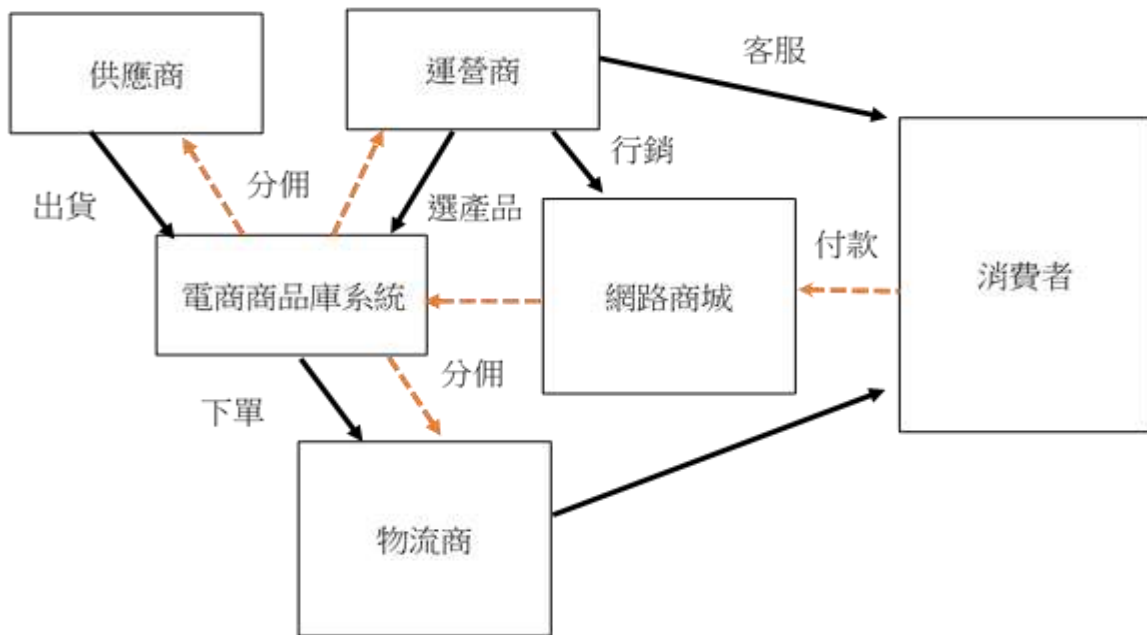 供應商
運營商
客服
行銷
分佣
出貨
選產品
付款
電商商品庫系統
網路商城
消費者
分佣
下單
物流商